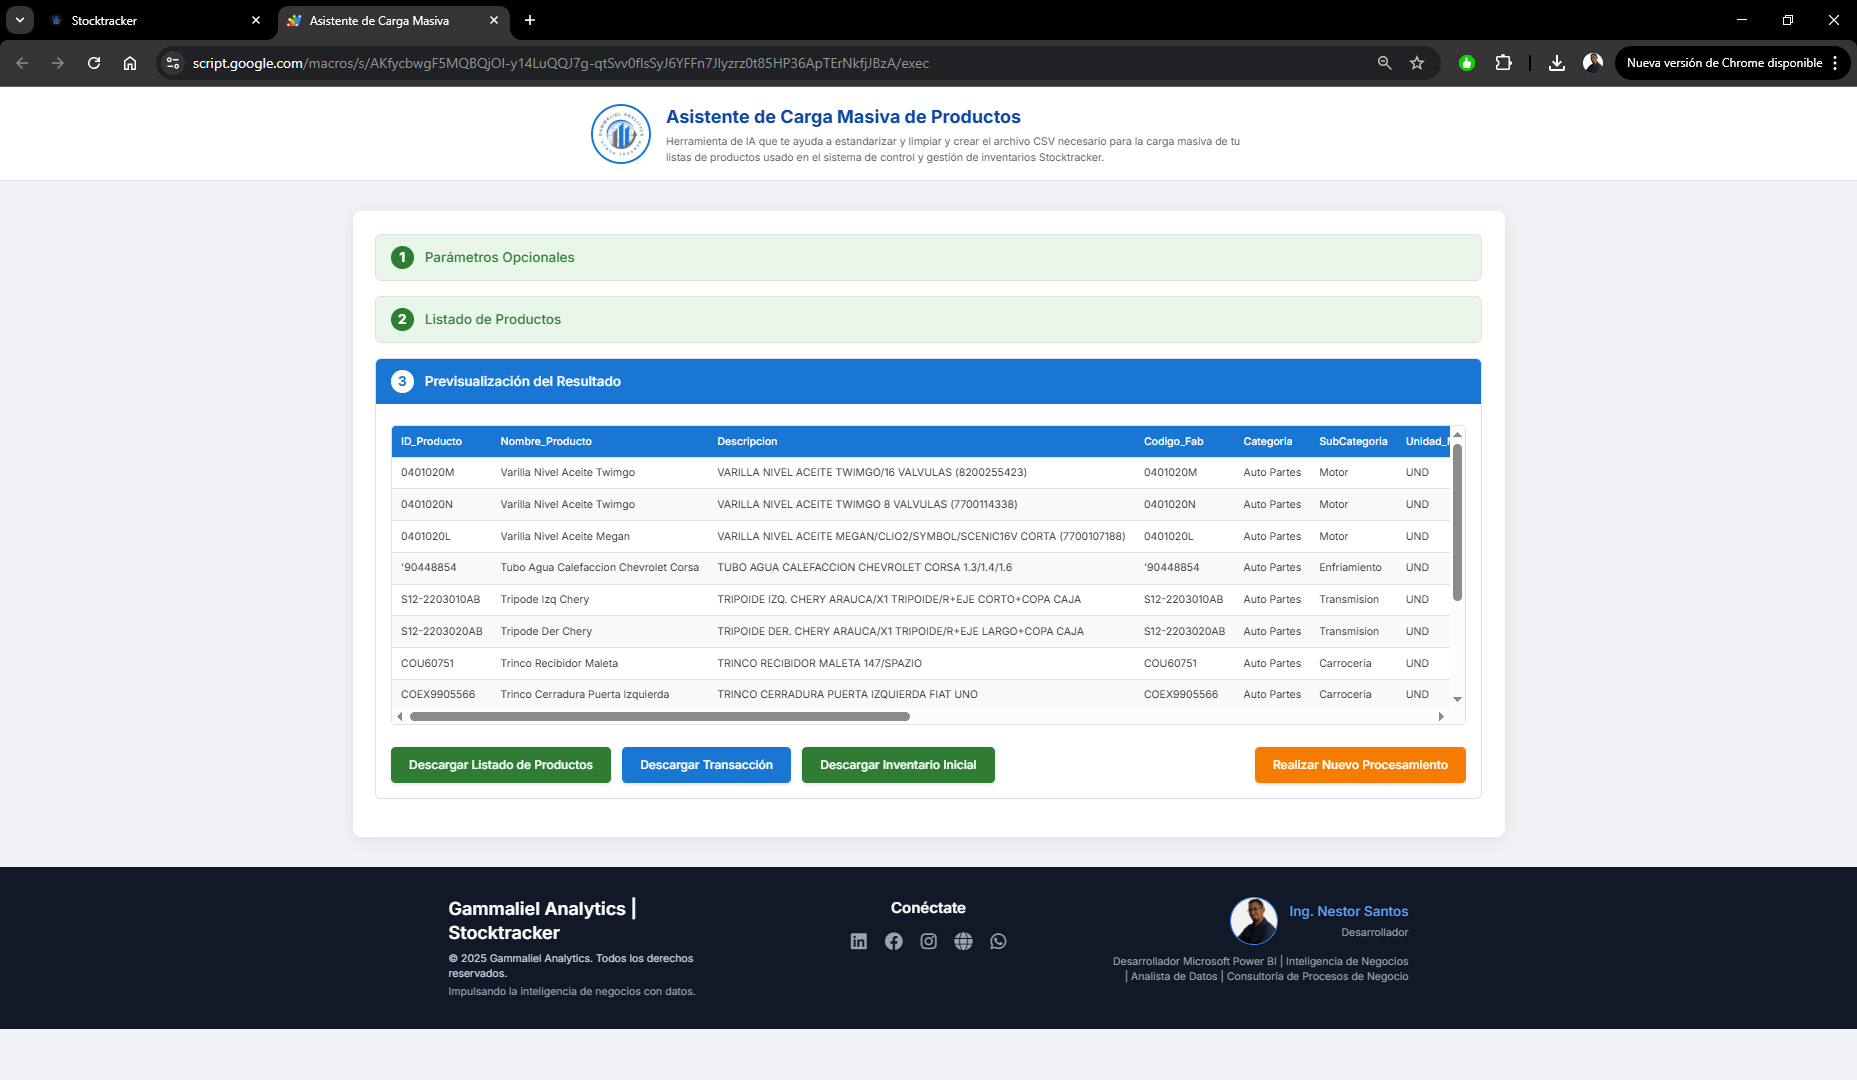 Stocktracker
Asistente de Carga Masiva
script.google.com/macros/s/AKfycbwgF5MQBQjOI-y14LuQQJ7g-qtSvv0fIsSyJ6YFFn7JIyzrz0t85HP36ApTErNkfjJBzA/exec
Nueva versión de Chrome disponible
Asistente de Carga Masiva de Productos
Herramienta de IA que te ayuda a estandarizar y limpiar y crear el archivo CSV necesario para la carga masiva de tu
listas de productos usado en el sistema de control y gestión de inventarios Stocktracker.
1 Parámetros Opcionales
2 Listado de Productos
3 Previsualización del Resultado
ID_Producto Nombre_Producto Descripcion Codigo_Fab Categoria SubCategoria Unidad_
0401020M Varilla Nivel Aceite Twimgo VARILLA NIVEL ACEITE TWIMGO/16 VALVULAS (8200255423) 0401020M Auto Partes Motor UND
0401020N Varilla Nivel Aceite Twimgo VARILLA NIVEL ACEITE TWIMGO 8 VALVULAS (7700114338) 0401020N Auto Partes Motor UND
0401020L Varilla Nivel Aceite Megan VARILLA NIVEL ACEITE MEGAN/CLIO2/SYMBOL/SCENIC16V CORTA (7700107188) 0401020L Auto Partes Motor UND
'90448854 Tubo Agua Calefaccion Chevrolet Corsa TUBO AGUA CALEFACCION CHEVROLET CORSA 1.3/1.4/1.6 '90448854 Auto Partes Enfriamiento UND
S12-2203010AB Tripode Izq Chery TRIPOIDE IZQ. CHERY ARAUCA/X1 TRIPOIDE/R+EJE CORTO+COPA CAJA S12-2203010AB Auto Partes Transmision UND
S12-2203020AB Tripode Der Chery TRIPOIDE DER. CHERY ARAUCA/X1 TRIPOIDE/R+EJE LARGO+COPA CAJA S12-2203020AB Auto Partes Transmision UND
COU60751 Trinco Recibidor Maleta TRINCO RECIBIDOR MALETA 147/SPAZIO COU60751 Auto Partes Carroceria UND
COEX9905566 Trinco Cerradura Puerta Izquierda TRINCO CERRADURA PUERTA IZQUIERDA FIAT UNO COEX9905566 Auto Partes Carroceria UND
Descargar Listado de Productos Descargar Transacción Descargar Inventario Inicial Realizar Nuevo Procesamiento
Gammaliel Analytics |
Stocktracker
© 2025 Gammaliel Analytics. Todos los derechos
reservados.
Impulsando la inteligencia de negocios con datos.
Conéctate
Ing. Nestor Santos
Desarrollador
Desarrollador Microsoft Power BI | Inteligencia de Negocios
| Analista de Datos | Consultoría de Procesos de Negocio